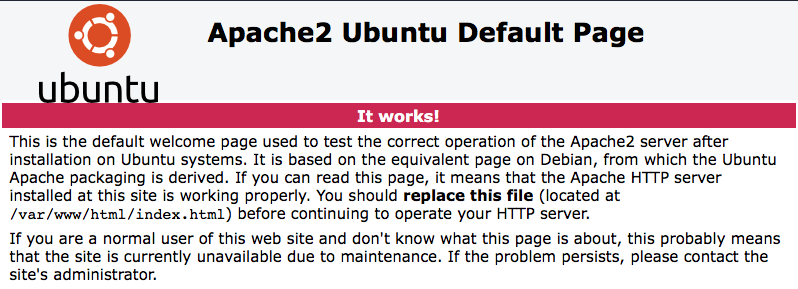 Apache2 Ubuntu Default Page
ubuntu
It works!
This is the default welcome page used to test the correct operation of the Apache2 server after
installation on Ubuntu systems. It is based on the equivalent page on Debian, from which the Ubuntu
Apache packaging is derived. If you can read this page, it means that the Apache HTTP server
installed at this site is working properly. You should replace this file (located at
/var/www/html/index.html) before continuing to operate your HTTP server.
If you are a normal user of this web site and don't know what this page is about, this probably means
that the site is currently unavailable due to maintenance. If the problem persists, please contact the
site's administrator.